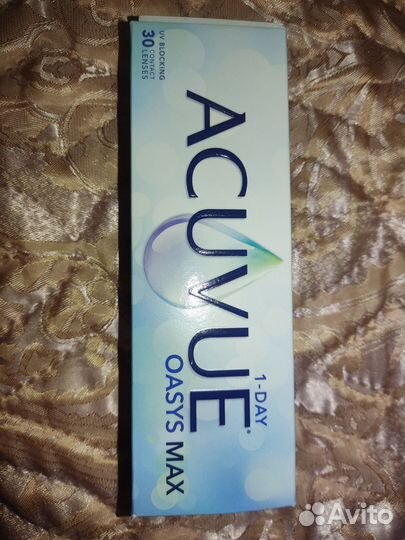 UV BLOCKING
30 CONTACT
LENSES
ACUVUE®
1-DAY
OASYS MAX
Avito